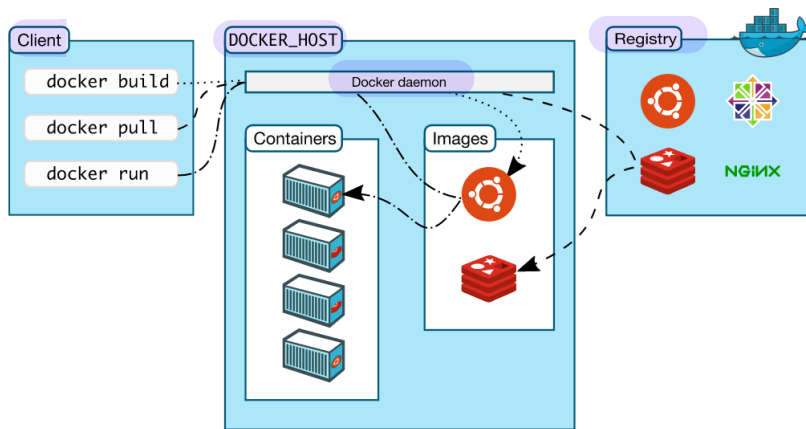 Client
DOCKER_HOST
Registry
docker build
Docker daemon
docker pull
Containers
Images
docker run
NGINX